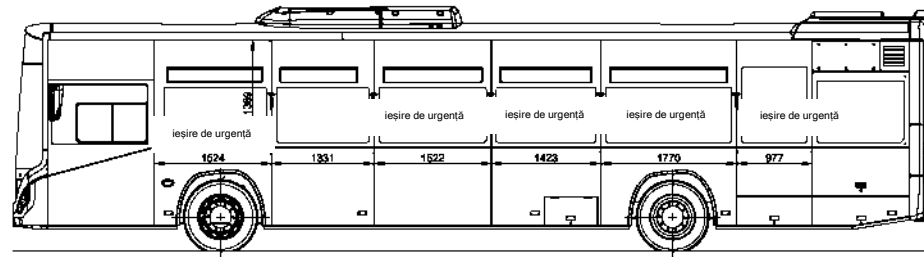 1369
ieșire de urgență
ieșire de urgență
ieșire de urgență
ieșire de urgență
ieșire de urgență
1524
1331
1522
1423
1770
977